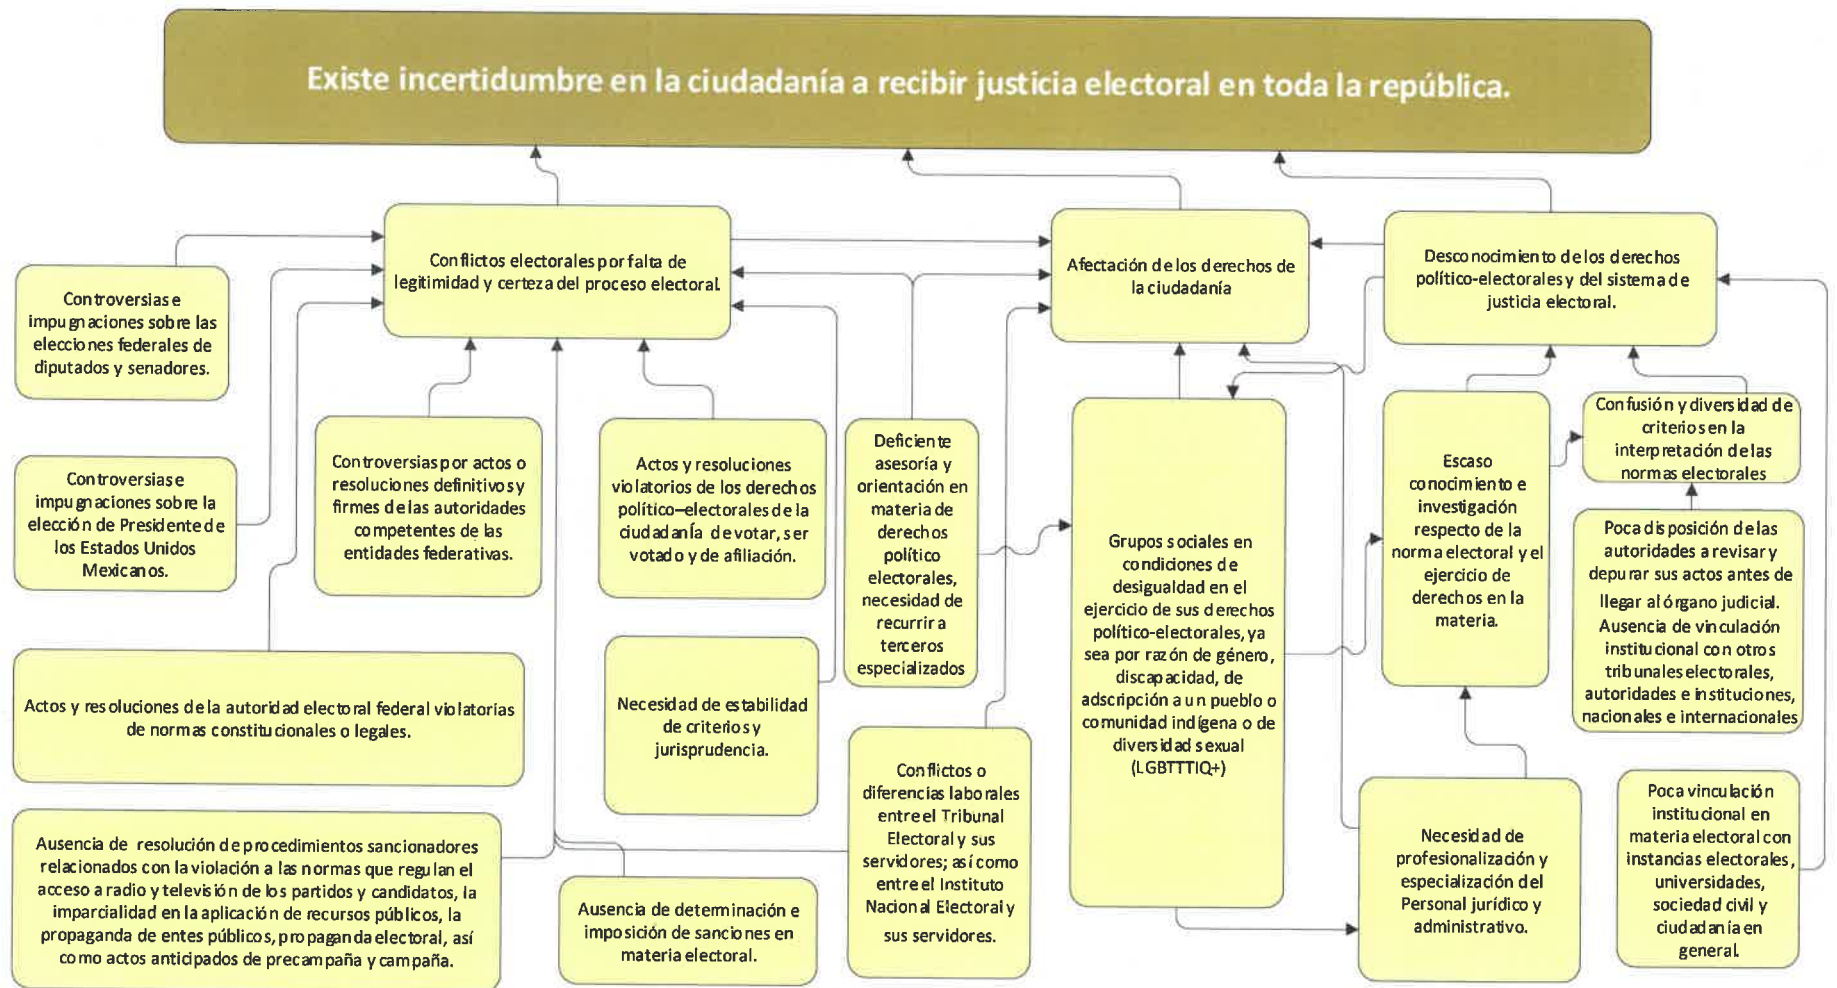 Existe incertidumbre en la ciudadanía a recibir justicia electoral en toda la república.
Conflictos electorales por falta de
legitimidad y certeza del proceso electoral.
Afectación de los derechos de
la ciudadanía
Desconocimiento de los derechos
político-electorales y del sistema de
justicia electoral.
Controversias e
impugnaciones sobre las
elecciones federales de
diputados y senadores.
Controversias e
impugnaciones sobre la
elección de Presidente de
los Estados Unidos
Mexicanos.
Controversias por actos o
resoluciones definitivos y
firmes de las autoridades
competentes de las
entidades federativas.
Actos y resoluciones
violatorios de los derechos
político–electorales de la
ciudadanía de votar, ser
votado y de afiliación.
Deficiente
asesoría y
orientación en
materia de
derechos
político
electorales,
necesidad de
recurrir a
terceros
especializados
Grupos sociales en
condiciones de
desigualdad en el
ejercicio de sus derechos
político-electorales, ya
sea por razón de género,
discapacidad, de
adscripción a un pueblo o
comunidad indígena o de
diversidad sexual
(LGBTTTIQ+)
Escaso
conocimiento e
investigación
respecto de la
norma electoral y el
ejercicio de
derechos en la
materia.
Confusión y diversidad de
criterios en la
interpretación de las
normas electorales
Poca disposición de las
autoridades a revisar y
depurar sus actos antes de
llegar al órgano judicial.
Ausencia de vinculación
institucional con otros
tribunales electorales,
autoridades e instituciones,
nacionales e internacionales
Actos y resoluciones de la autoridad electoral federal violatorias
de normas constitucionales o legales.
Necesidad de estabilidad
de criterios y
jurisprudencia.
Conflictos o
diferencias laborales
entre el Tribunal
Electoral y sus
servidores; así como
entre el Instituto
Nacional Electoral y
sus servidores.
Ausencia de resolución de procedimientos sancionadores
relacionados con la violación a las normas que regulan el
acceso a radio y televisión de los partidos y candidatos, la
imparcialidad en la aplicación de recursos públicos, la
propaganda de entes públicos, propaganda electoral, así
como actos anticipados de precampaña y campaña.
Ausencia de determinación e
imposición de sanciones en
materia electoral.
Necesidad de
profesionalización y
especialización del
Personal jurídico y
administrativo.
Poca vinculación
institucional en
materia electoral con
instancias electorales,
universidades,
sociedad civil y
ciudadanía en
general.